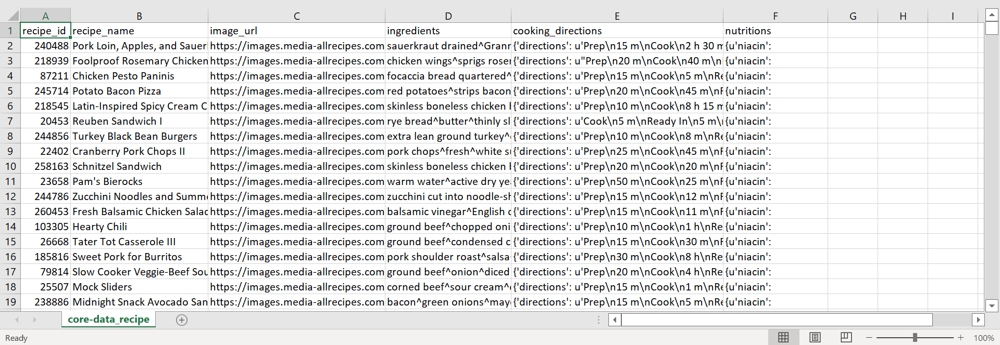 A B C D E F G H I
1 recipe_id recipe_name image_url ingredients cooking_directions nutritions
2 240488 Pork Loin, Apples, and Sauer https://images.media-allrecipes.com sauerkraut drained^Grann {'directions': u'Prep\n15 m\nCook\n2 h 30 m {u'niacin':
3 218939 Foolproof Rosemary Chicken https://images.media-allrecipes.com chicken wings^sprigs roser {'directions': u"Prep\n20 m\nCook\n40 m\n {u'niacin':
4 87211 Chicken Pesto Paninis https://images.media-allrecipes.com focaccia bread quartered^ {'directions': u'Prep\n15 m\nCook\n5 m\nRe {u'niacin':
5 245714 Potato Bacon Pizza https://images.media-allrecipes.com red potatoes^strips bacon {'directions': u'Prep\n20 m\nCook\n45 m\n {u'niacin':
6 218545 Latin-Inspired Spicy Cream C https://images.media-allrecipes.com skinless boneless chicken {'directions': u'Prep\n10 m\nCook\n8 h 15 m {u'niacin':
7 20453 Reuben Sandwich I https://images.media-allrecipes.com rye bread^butter^thinly sl {'directions': u'Cook\n5 m\nReady In\n5 m\ {u'niacin':
8 244856 Turkey Black Bean Burgers https://images.media-allrecipes.com extra lean ground turkey^ {'directions': u'Prep\n10 m\nCook\n8 m\nRe {u'niacin':
9 22402 Cranberry Pork Chops II https://images.media-allrecipes.com pork chops^fresh^white su {'directions': u'Prep\n25 m\nCook\n45 m\n {u'niacin':
10 258163 Schnitzel Sandwich https://images.media-allrecipes.com skinless boneless chicken {'directions': u'Prep\n20 m\nCook\n20 m\n {u'niacin':
11 23658 Pam's Bierocks https://images.media-allrecipes.com warm water^active dry yea {'directions': u'Prep\n50 m\nCook\n25 m\n {u'niacin':
12 244786 Zucchini Noodles and Summe https://images.media-allrecipes.com zucchini cut into noodle-sh {'directions': u'Prep\n15 m\nCook\n12 m\n {u'niacin':
13 260453 Fresh Balsamic Chicken Salad https://images.media-allrecipes.com balsamic vinegar^English c {'directions': u'Prep\n15 m\nCook\n11 m\n {u'niacin':
14 103305 Hearty Chili https://images.media-allrecipes.com ground beef^chopped oni {'directions': u'Prep\n10 m\nCook\n1 h\nRe {u'niacin':
15 26668 Tater Tot Casserole III https://images.media-allrecipes.com ground beef^condensed c {'directions': u'Prep\n15 m\nCook\n30 m\n {u'niacin':
16 185816 Sweet Pork for Burritos https://images.media-allrecipes.com pork shoulder roast^salsa {'directions': u'Prep\n30 m\nCook\n8 h\nRe {u'niacin':
17 79814 Slow Cooker Veggie-Beef Sou https://images.media-allrecipes.com ground beef^onion^diced {'directions': u'Prep\n20 m\nCook\n4 h\nRe {u'niacin':
18 25507 Mock Sliders https://images.media-allrecipes.com corned beef^sour cream^ {'directions': u'Prep\n15 m\nCook\n1 m\nRe {u'niacin':
19 238886 Midnight Snack Avocado San https://images.media-allrecipes.com bacon^green onions^mayo {'directions': u'Prep\n15 m\nCook\n5 m\nRe {u'niacin':
core-data_recipe
Ready 100%